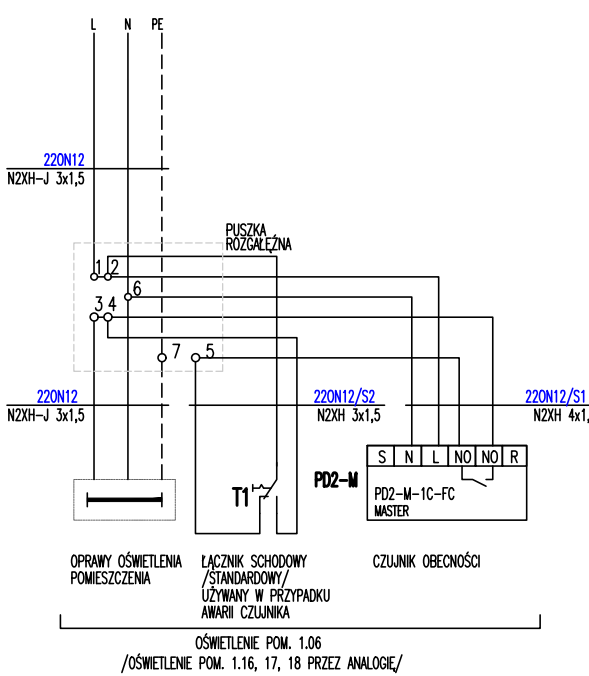 L N PE
220N12
N2XH-J 3x1,5
PUSZKA
ROZGAŁĘŹNA
1 2
6
3 4
7 5
220N12
N2XH-J 3x1,5
220N12/S2
N2XH 3x1,5
220N12/S1
N2XH 4x1,
S N L NO NO R
T1
PD2-M
PD2-M-1C-FC
MASTER
OPRAWY OŚWIETLENIA
POMIESZCZENIA
ŁĄCZNIK SCHODOWY
/STANDARDOWY/
UŻYWANY W PRZYPADKU
AWARII CZUJNIKA
CZUJNIK OBECNOŚCI
OŚWIETLENIE POM. 1.06
/OŚWIETLENIE POM. 1.16, 17, 18 PRZEZ ANALOGIĘ/